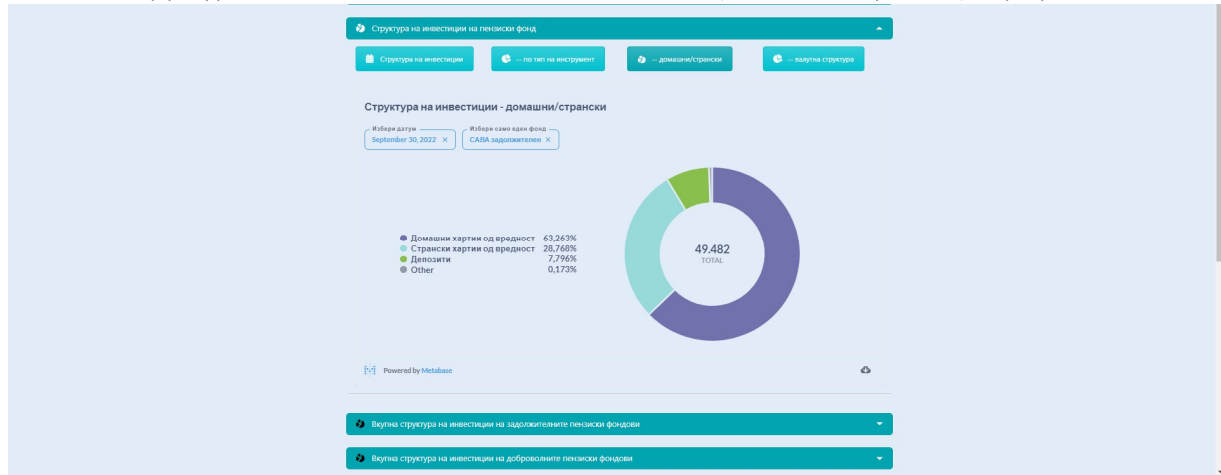 Структура на инвестиции на пензиски фонд
Структура на инвестиции
– по тип на инструмент
– домашни/странски
– валутна структура
Структура на инвестиции - домашни/странски
Избери датум
September 30, 2022 ×
Избери само еден фонд
САВА задолжителен ×
Домашни хартии од вредност 63,263%
Странски хартии од вредност 28,768%
Депозити 7,796%
Other 0,173%
49.482
TOTAL
Powered by Metabase
Вкупна структура на инвестиции на задолжителните пензиски фондови
Вкупна структура на инвестиции на доброволните пензиски фондови